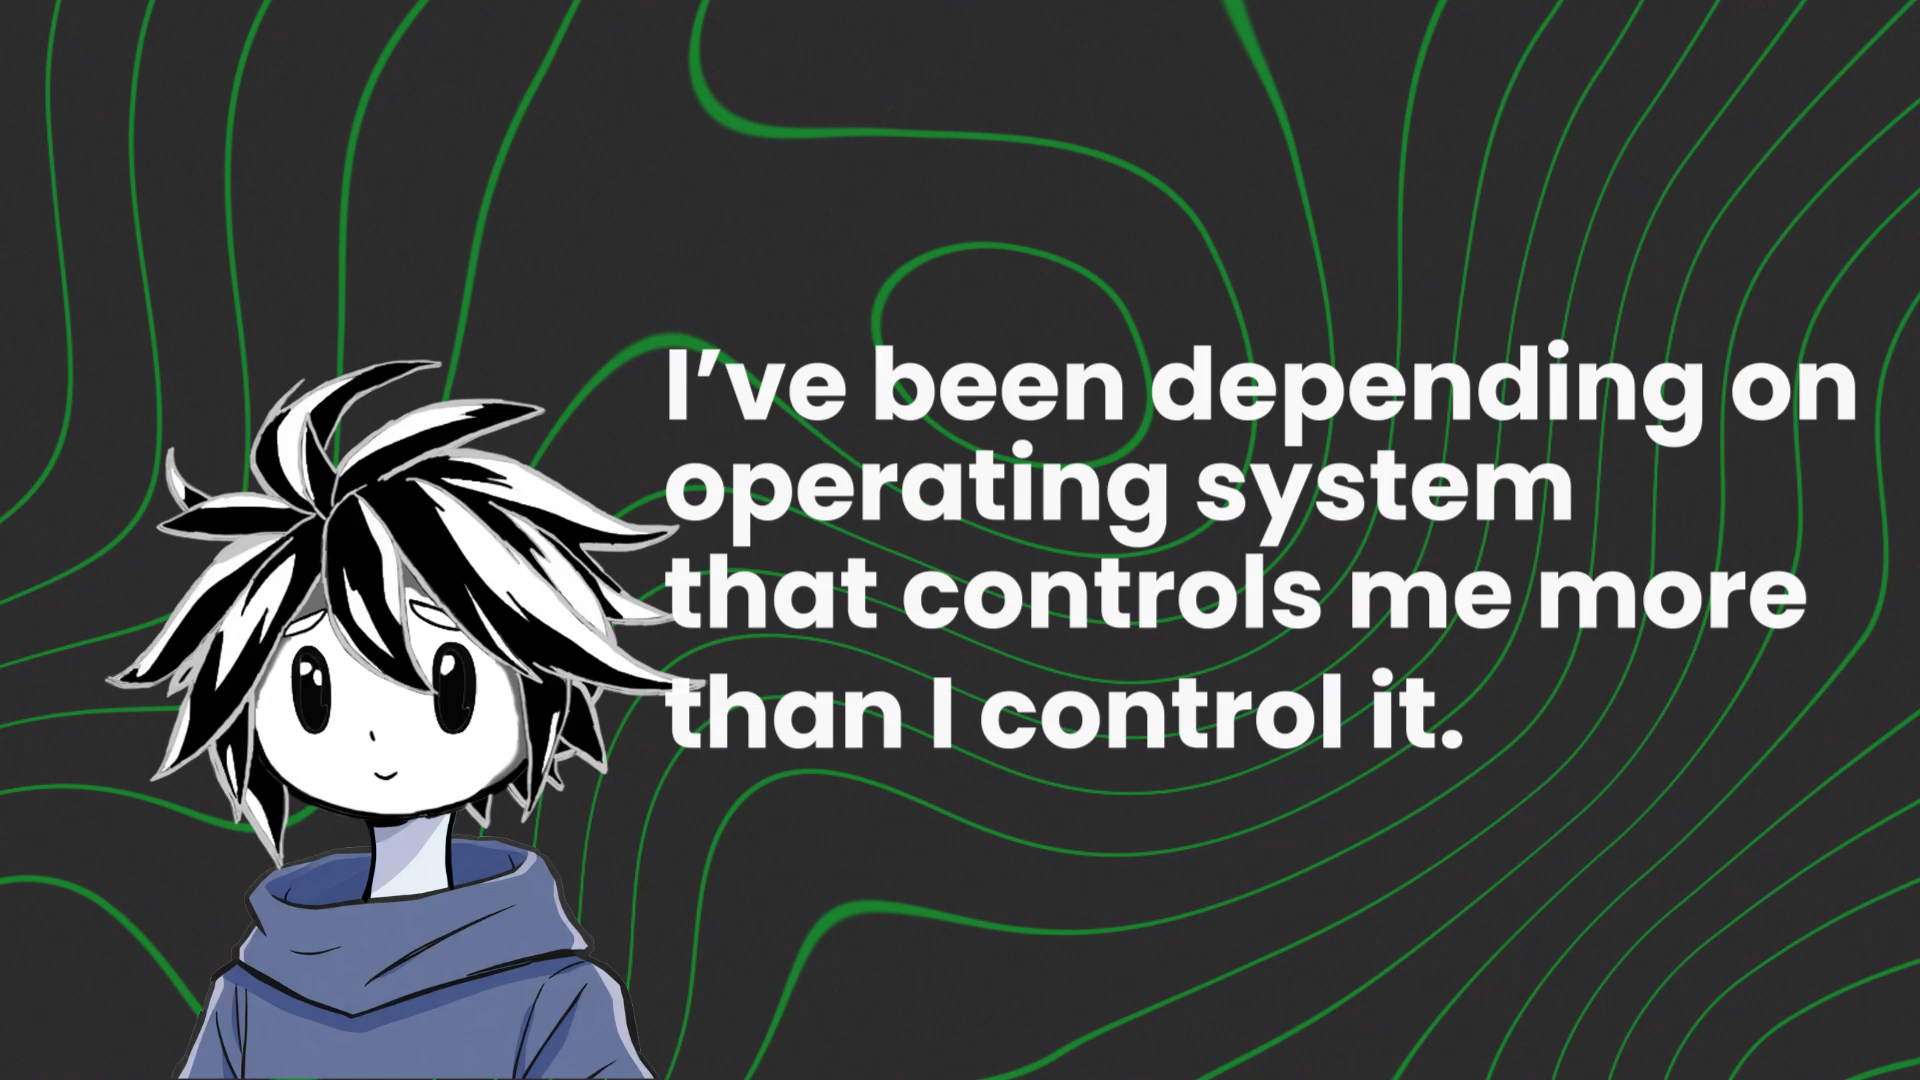 I’ve been depending on
operating system
that controls me more
than I control it.